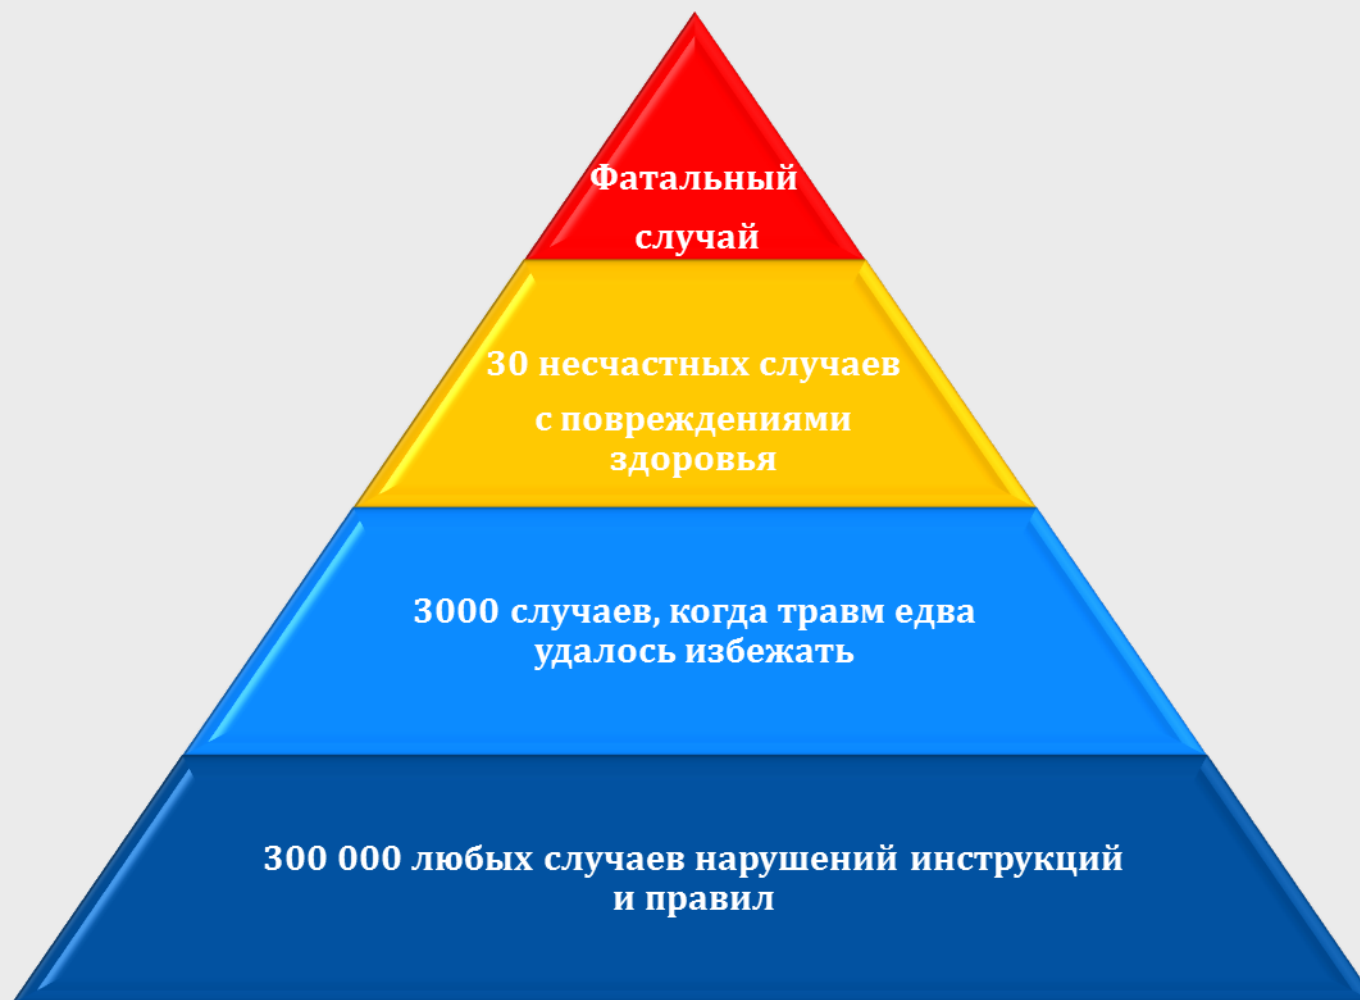 Фатальный
случай
30 несчастных случаев
с повреждениями
здоровья
3000 случаев, когда травм едва
удалось избежать
300 000 любых случаев нарушений инструкций
и правил